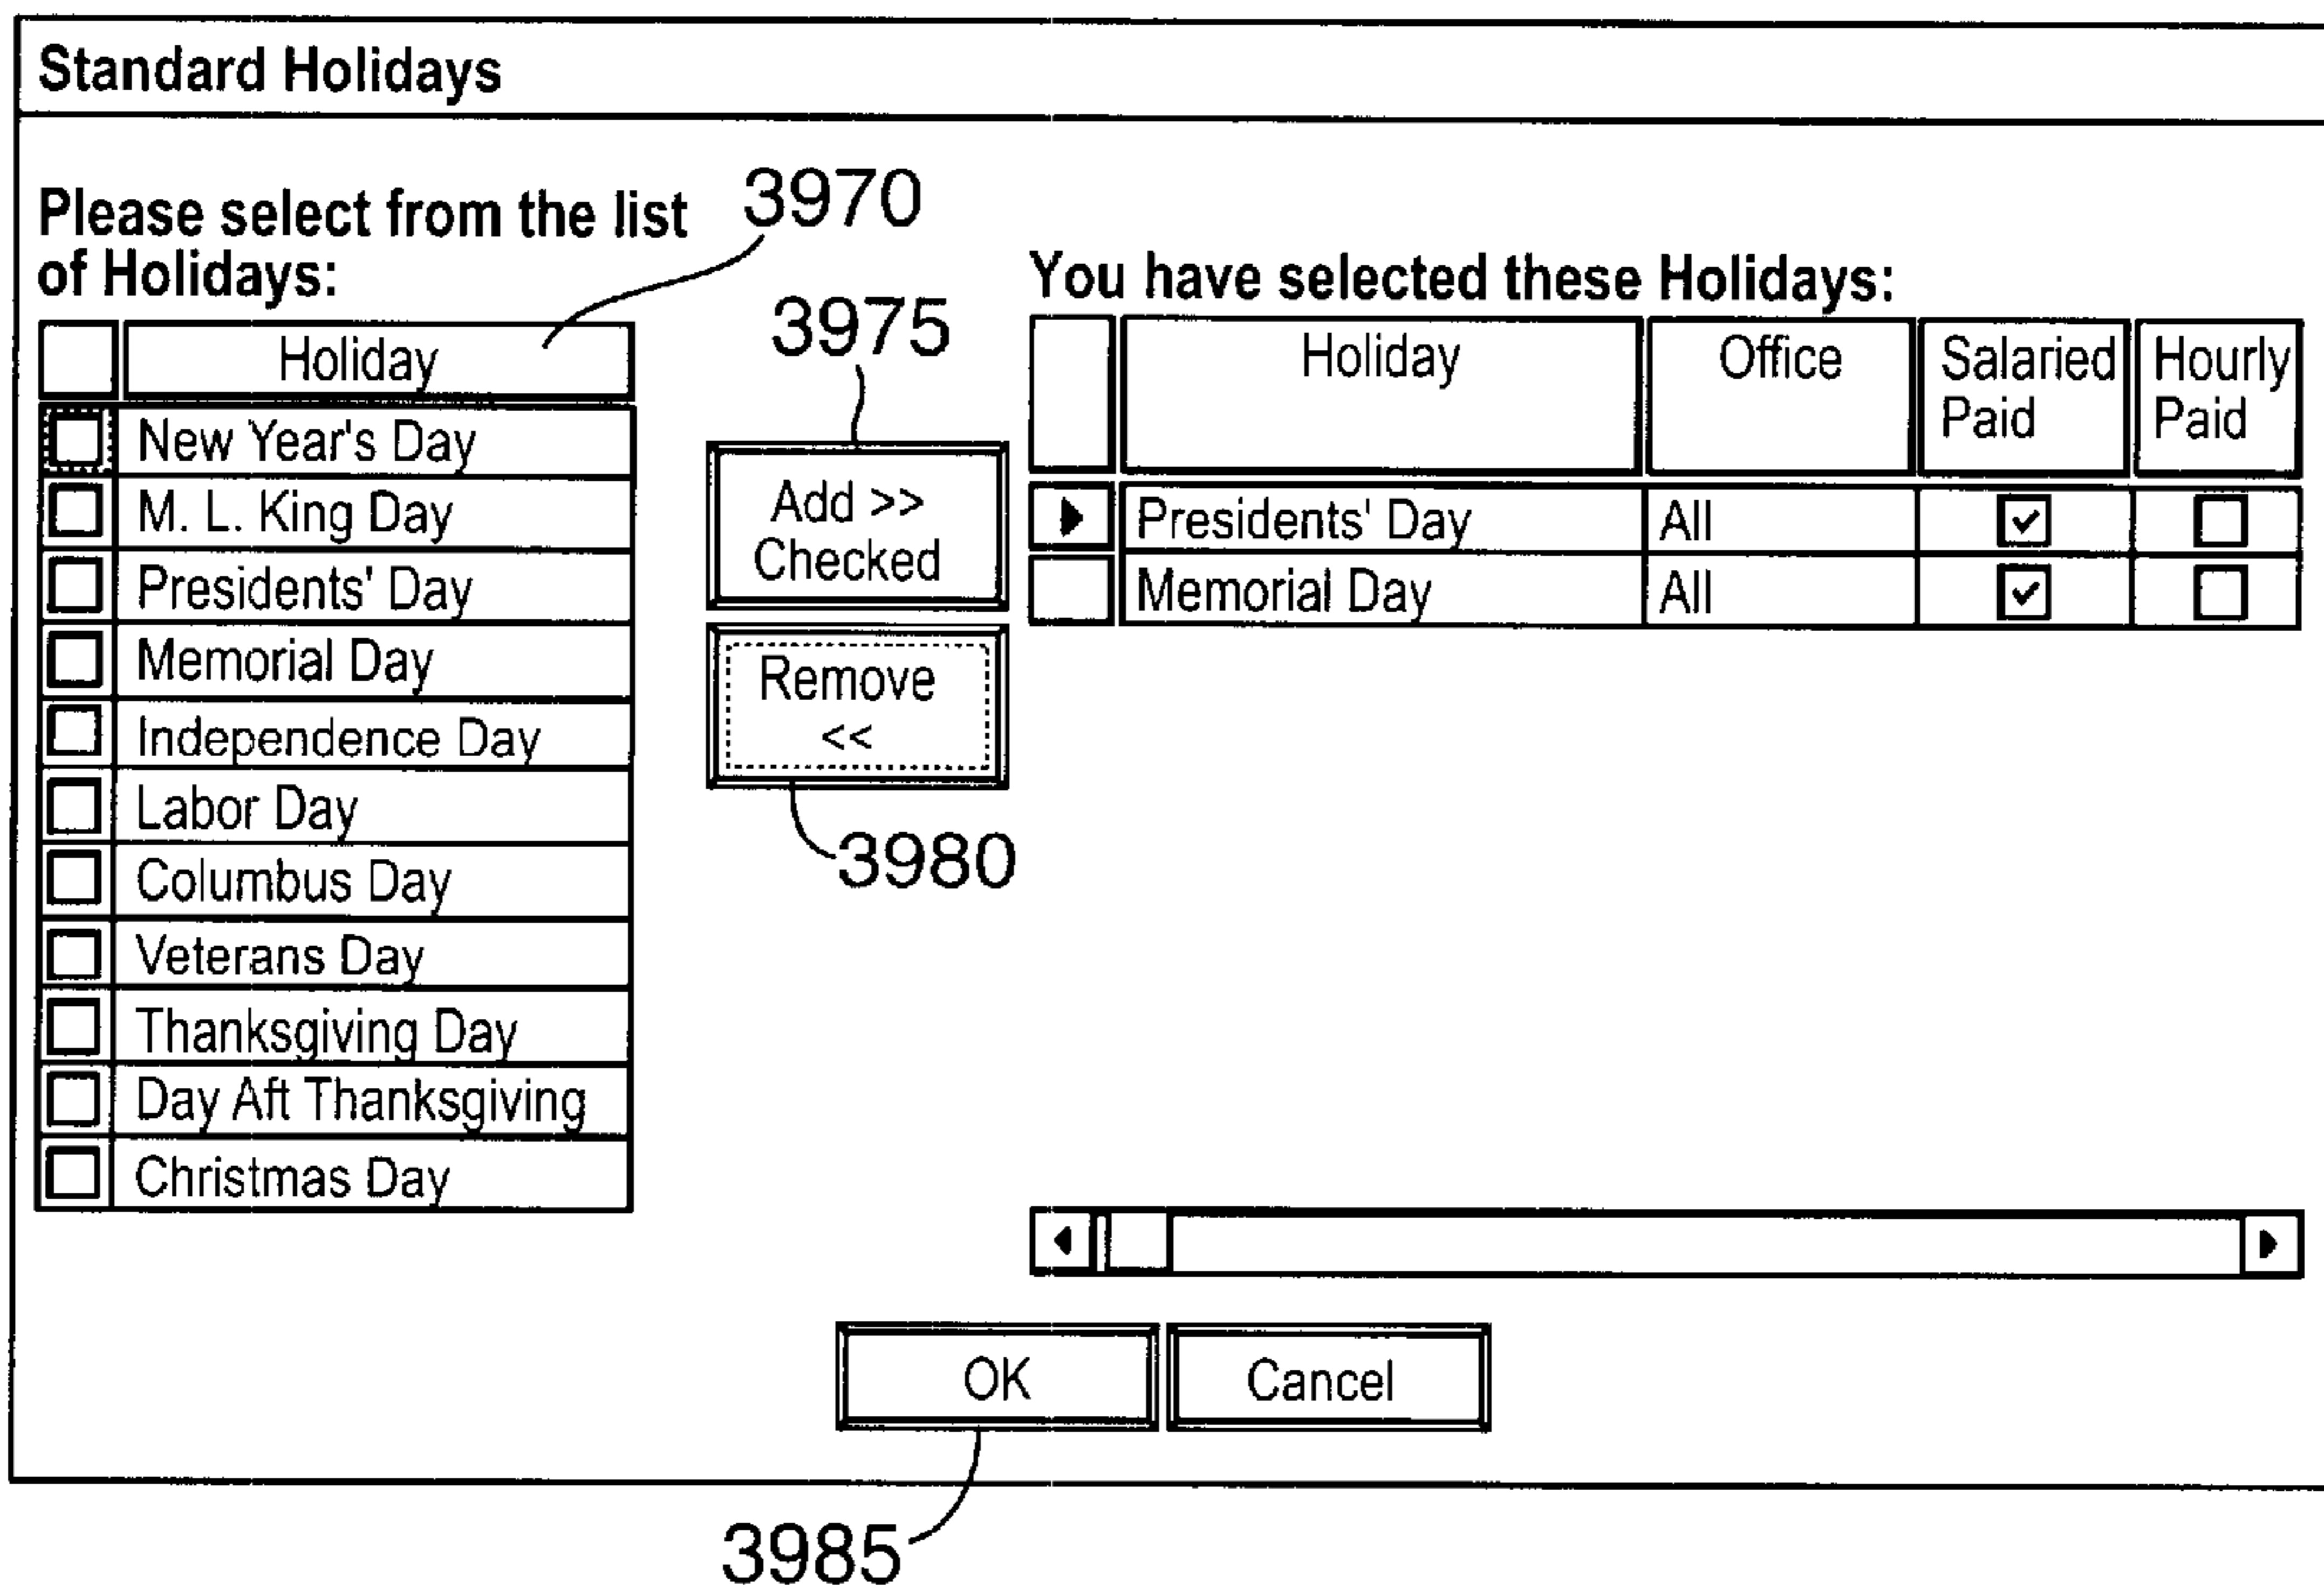 Standard Holidays
Please select from the list
of Holidays:
3970
Holiday
New Year's Day
M. L. King Day
Presidents' Day
Memorial Day
Independence Day
Labor Day
Columbus Day
Veterans Day
Thanksgiving Day
Day Aft Thanksgiving
Christmas Day
3975
Add >>
Checked
Remove
<<
3980
You have selected these Holidays:
Holiday Office Salaried Paid Hourly Paid
Presidents' Day All
Memorial Day All
OK Cancel
3985